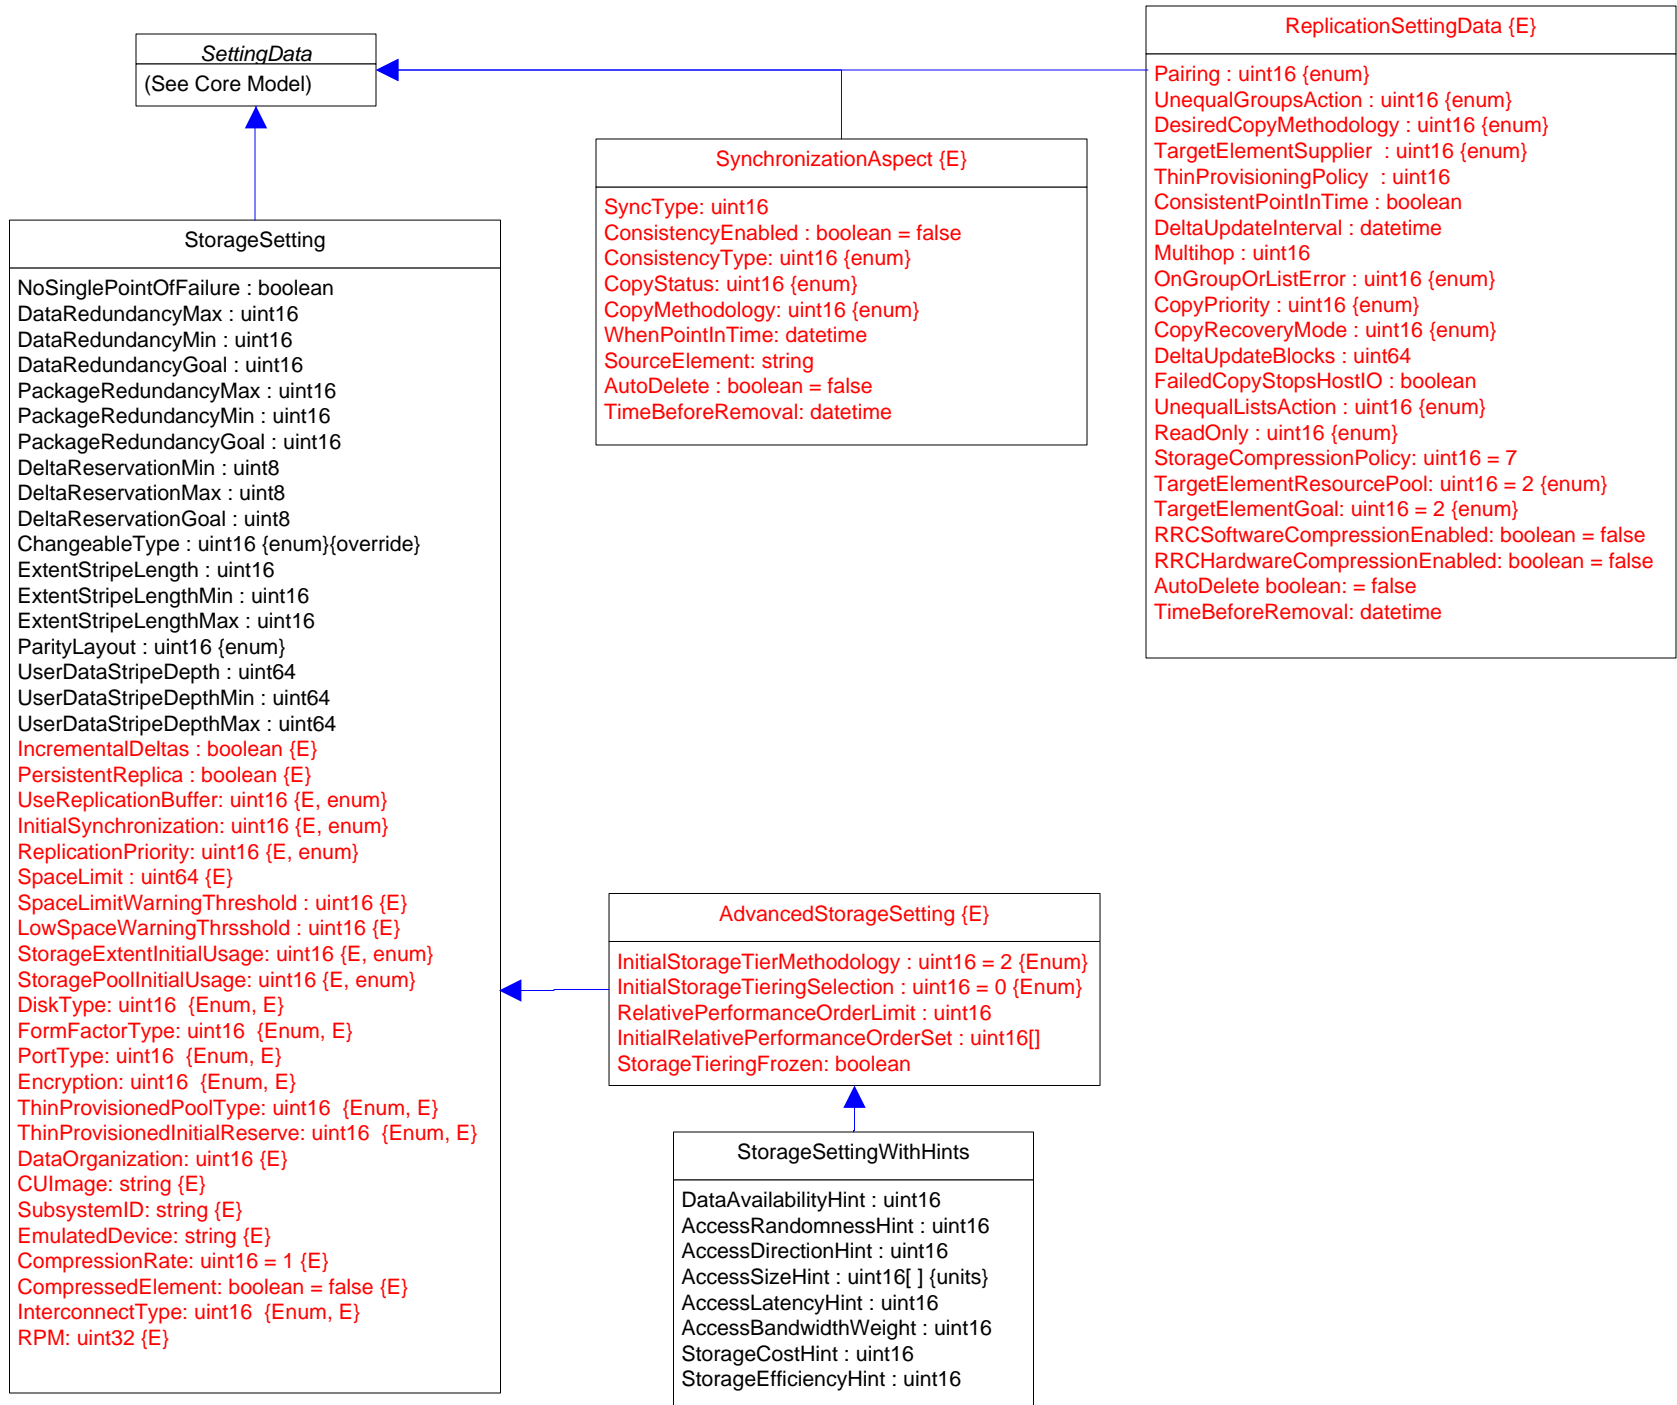 SettingData
(See Core Model)
ReplicationSettingData {E}
Pairing : uint16 {enum}
UnequalGroupsAction : uint16 {enum}
DesiredCopyMethodology : uint16 {enum}
TargetElementSupplier  : uint16 {enum}
ThinProvisioningPolicy  : uint16
ConsistentPointInTime : boolean
DeltaUpdateInterval : datetime
Multihop : uint16
OnGroupOrListError : uint16 {enum}
CopyPriority : uint16 {enum}
CopyRecoveryMode : uint16 {enum}
DeltaUpdateBlocks : uint64
FailedCopyStopsHostIO : boolean
UnequalListsAction : uint16 {enum}
ReadOnly : uint16 {enum}
StorageCompressionPolicy: uint16 = 7
TargetElementResourcePool: uint16 = 2 {enum}
TargetElementGoal: uint16 = 2 {enum}
RRCSoftwareCompressionEnabled: boolean = false
RRCHardwareCompressionEnabled: boolean = false
AutoDelete boolean: = false
TimeBeforeRemoval: datetime
SynchronizationAspect {E}
SyncType: uint16
ConsistencyEnabled : boolean = false
ConsistencyType: uint16 {enum}
CopyStatus: uint16 {enum}
CopyMethodology: uint16 {enum}
WhenPointInTime: datetime
SourceElement: string
AutoDelete : boolean = false
TimeBeforeRemoval: datetime
StorageSetting
NoSinglePointOfFailure : boolean
DataRedundancyMax : uint16
DataRedundancyMin : uint16
DataRedundancyGoal : uint16
PackageRedundancyMax : uint16
PackageRedundancyMin : uint16
PackageRedundancyGoal : uint16
DeltaReservationMin : uint8
DeltaReservationMax : uint8
DeltaReservationGoal : uint8
ChangeableType : uint16 {enum}{override}
ExtentStripeLength : uint16
ExtentStripeLengthMin : uint16
ExtentStripeLengthMax : uint16
ParityLayout : uint16 {enum}
UserDataStripeDepth : uint64
UserDataStripeDepthMin : uint64
UserDataStripeDepthMax : uint64
IncrementalDeltas : boolean {E}
PersistentReplica : boolean {E}
UseReplicationBuffer: uint16 {E, enum}
InitialSynchronization: uint16 {E, enum}
ReplicationPriority: uint16 {E, enum}
SpaceLimit : uint64 {E}
SpaceLimitWarningThreshold : uint16 {E}
LowSpaceWarningThrsshold : uint16 {E}
StorageExtentInitialUsage: uint16 {E, enum}
StoragePoolInitialUsage: uint16 {E, enum}
DiskType: uint16  {Enum, E}
FormFactorType: uint16  {Enum, E}
PortType: uint16  {Enum, E}
Encryption: uint16  {Enum, E}
ThinProvisionedPoolType: uint16  {Enum, E}
ThinProvisionedInitialReserve: uint16  {Enum, E}
DataOrganization: uint16 {E}
CUImage: string {E}
SubsystemID: string {E}
EmulatedDevice: string {E}
CompressionRate: uint16 = 1 {E}
CompressedElement: boolean = false {E}
InterconnectType: uint16  {Enum, E}
RPM: uint32 {E}
AdvancedStorageSetting {E}
InitialStorageTierMethodology : uint16 = 2 {Enum}
InitialStorageTieringSelection : uint16 = 0 {Enum}
RelativePerformanceOrderLimit : uint16
InitialRelativePerformanceOrderSet : uint16[]
StorageTieringFrozen: boolean
StorageSettingWithHints
DataAvailabilityHint : uint16
AccessRandomnessHint : uint16
AccessDirectionHint : uint16
AccessSizeHint : uint16[ ] {units}
AccessLatencyHint : uint16
AccessBandwidthWeight : uint16
StorageCostHint : uint16
StorageEfficiencyHint : uint16